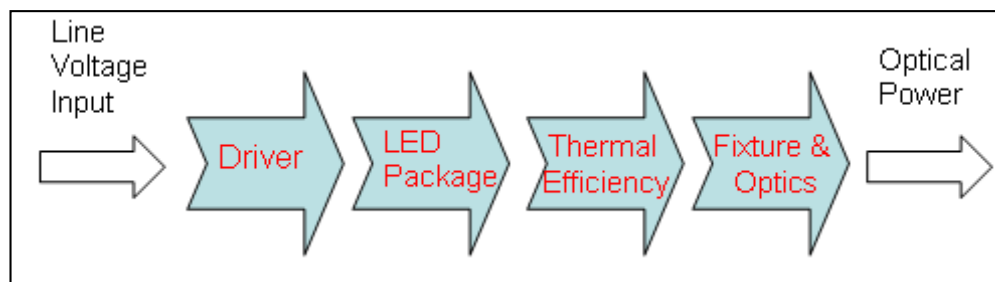 Line
Voltage
Input
Driver
LED
Package
Thermal
Efficiency
Fixture &
Optics
Optical
Power